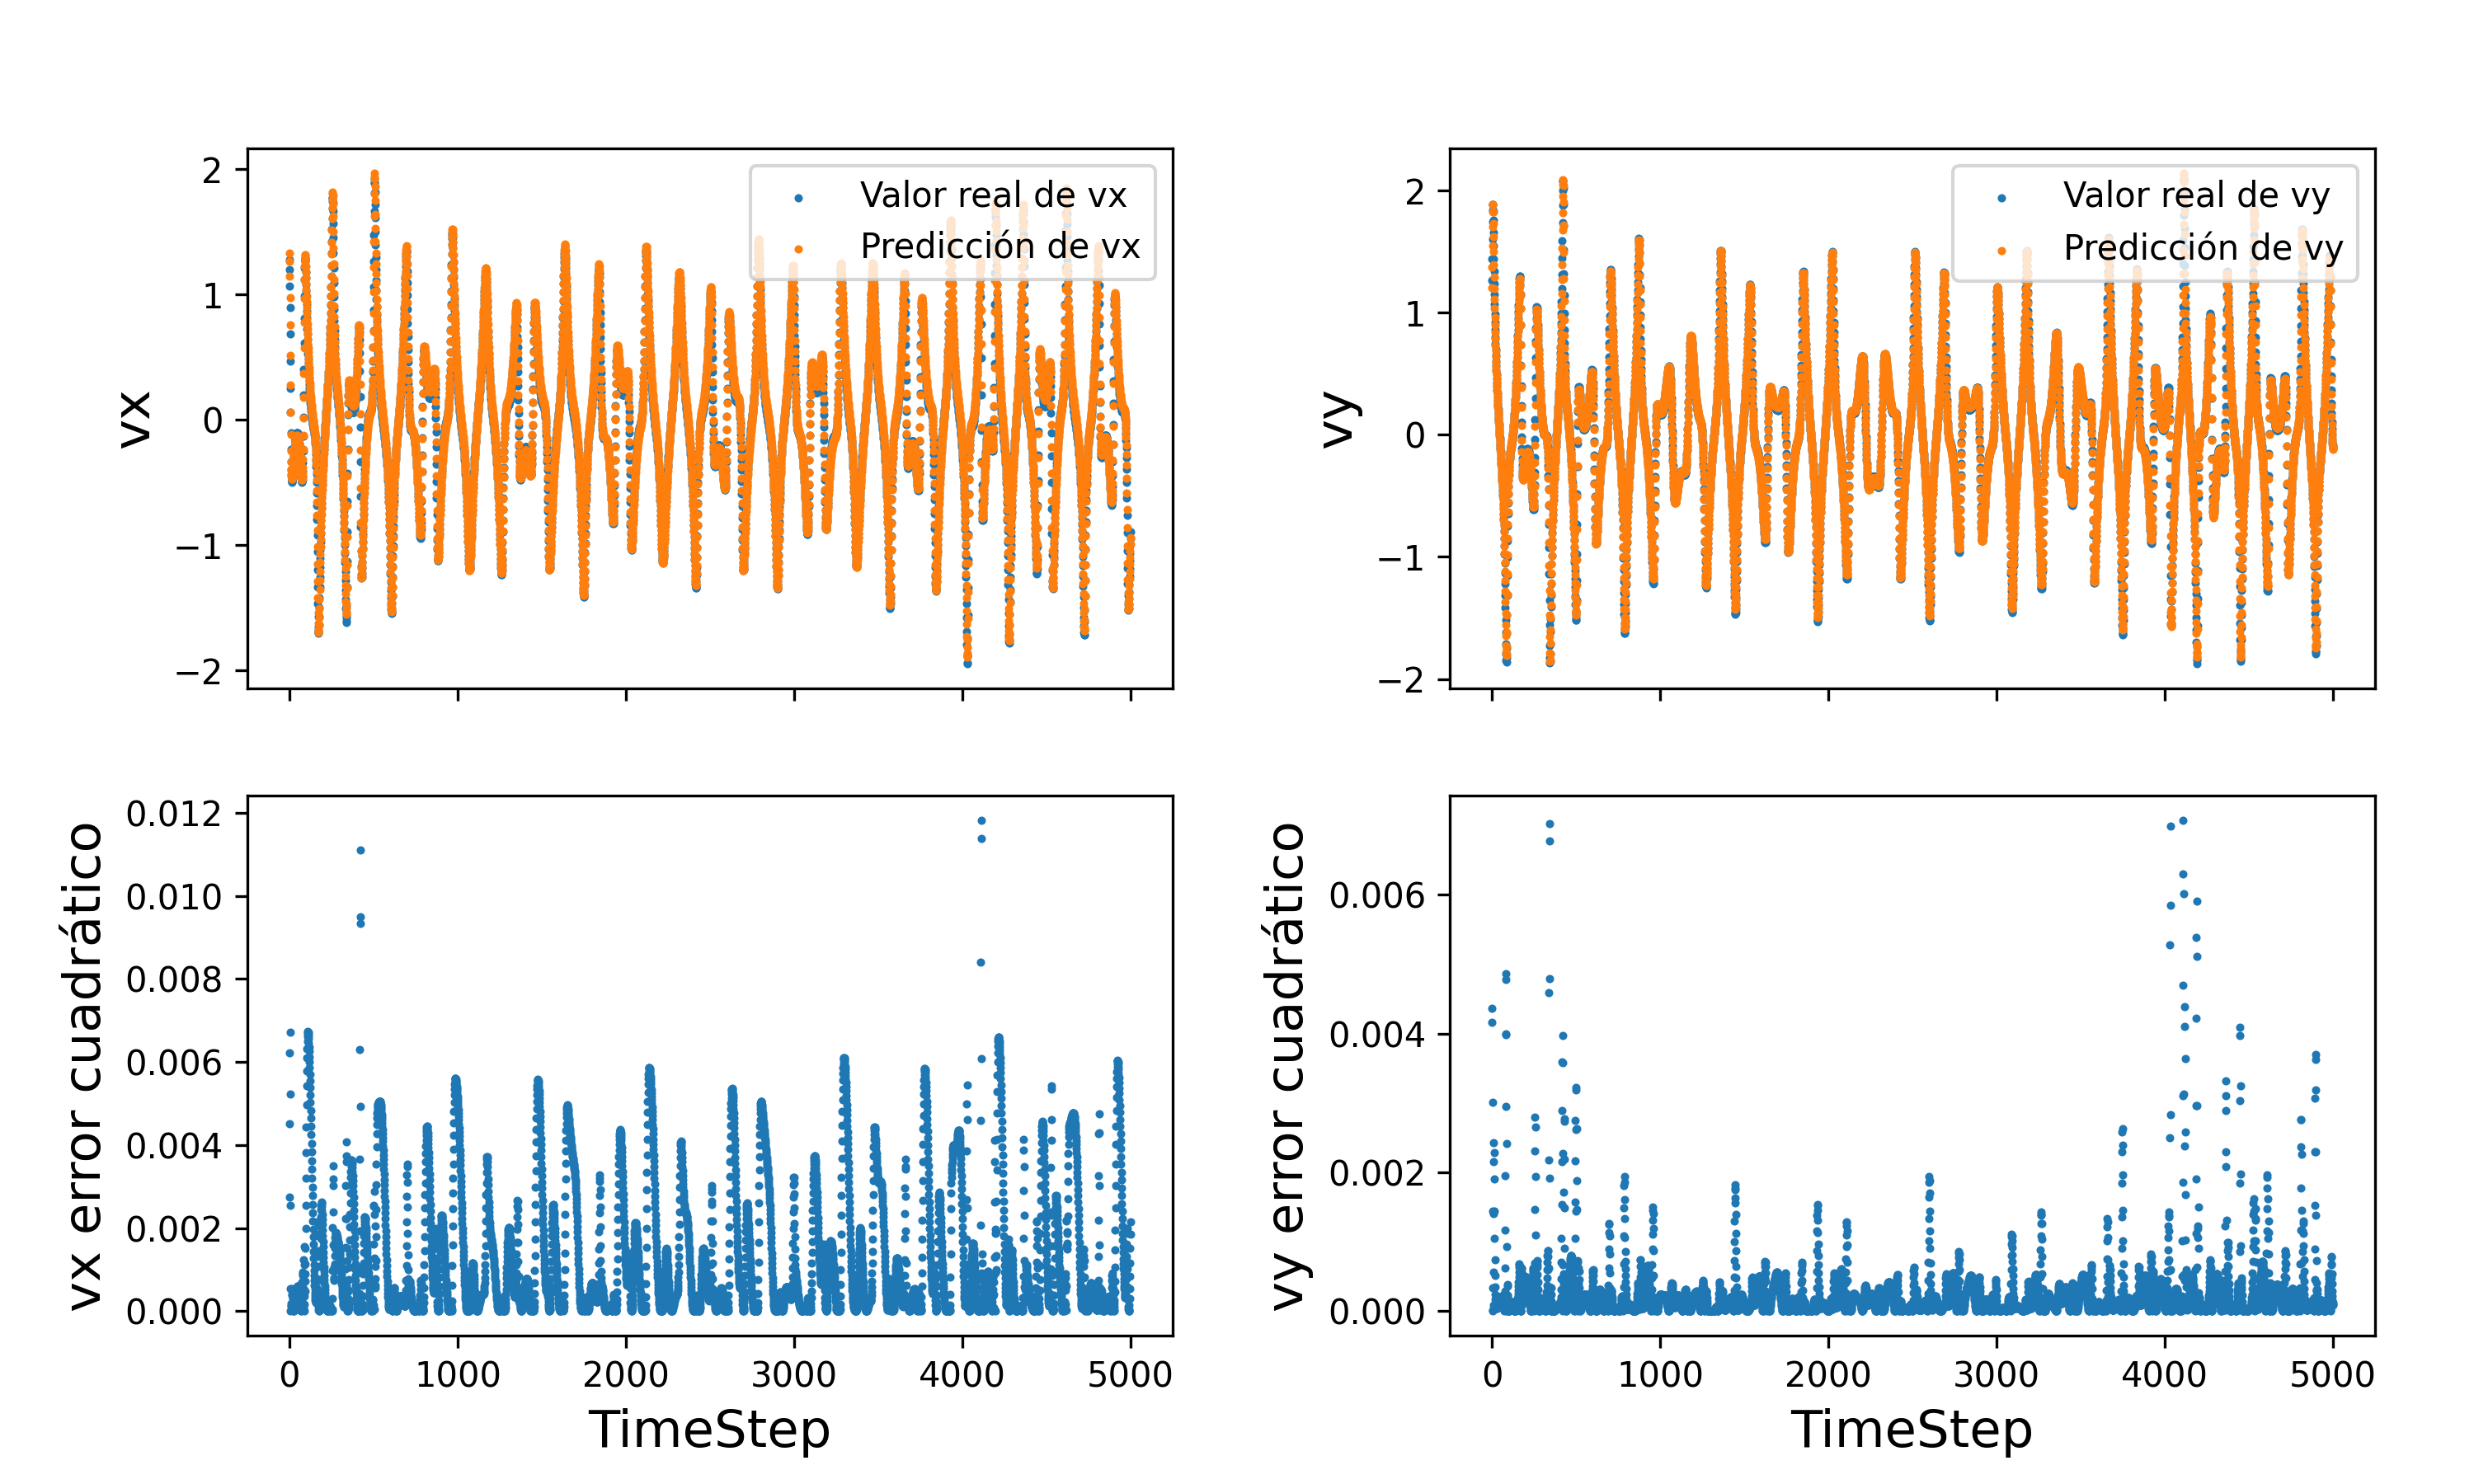 vx
2
1
0
−1
−2
Valor real de vx
Predicción de vx
vy
2
1
0
−1
−2
Valor real de vy
Predicción de vy
vx error cuadrático
0.012
0.010
0.008
0.006
0.004
0.002
0.000
0 1000 2000 3000 4000 5000
TimeStep
vy error cuadrático
0.006
0.004
0.002
0.000
0 1000 2000 3000 4000 5000
TimeStep